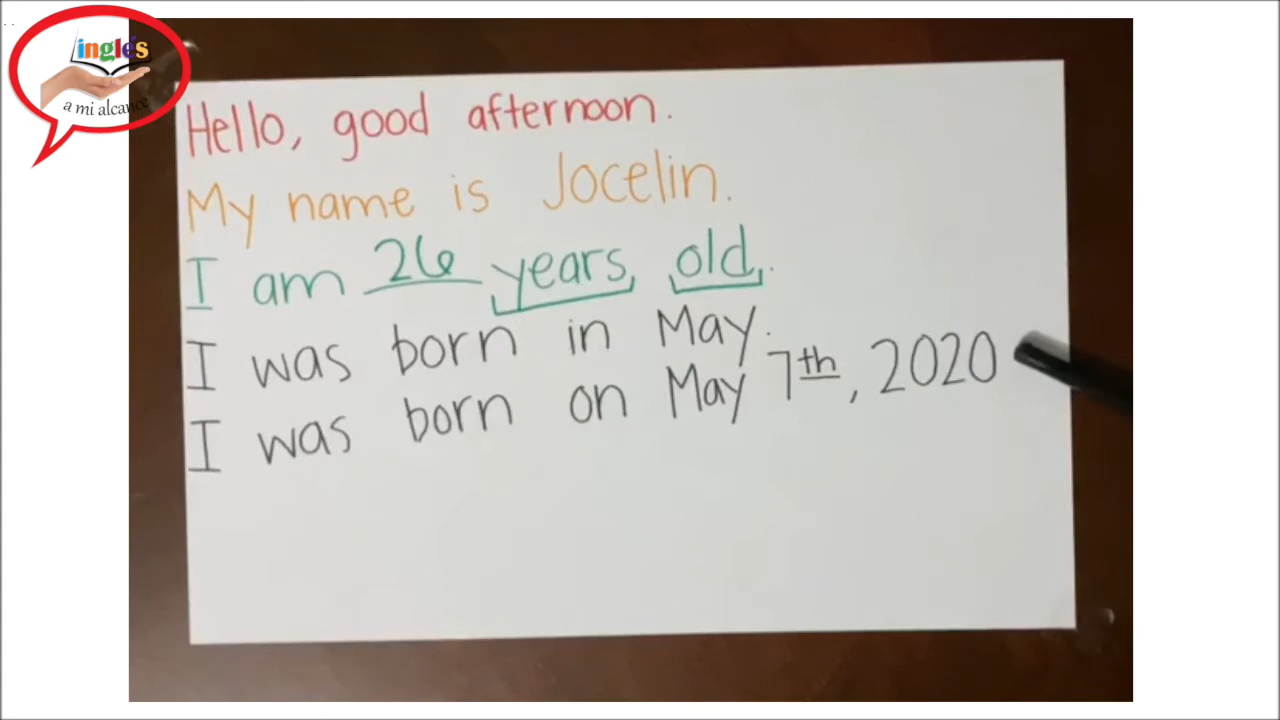 inglés
a mi alcance
Hello, good afternoon.
My name is Jocelin.
I am 26 years old.
I was born in May.
I was born on May 7th, 2020